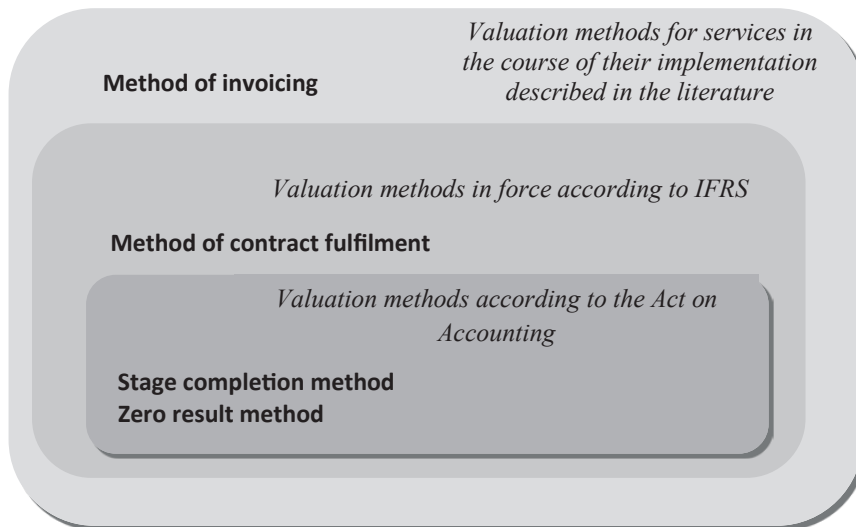 Valuation methods for services in
the course of their implementation
described in the literature
Method of invoicing
Valuation methods in force according to IFRS
Method of contract fulfilment
Valuation methods according to the Act on
Accounting
Stage completion method
Zero result method